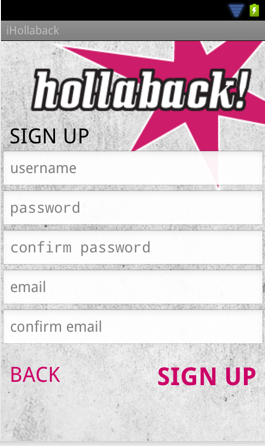 iHollaback
hollaback!
SIGN UP
username
password
confirm password
email
confirm email
BACK SIGN UP